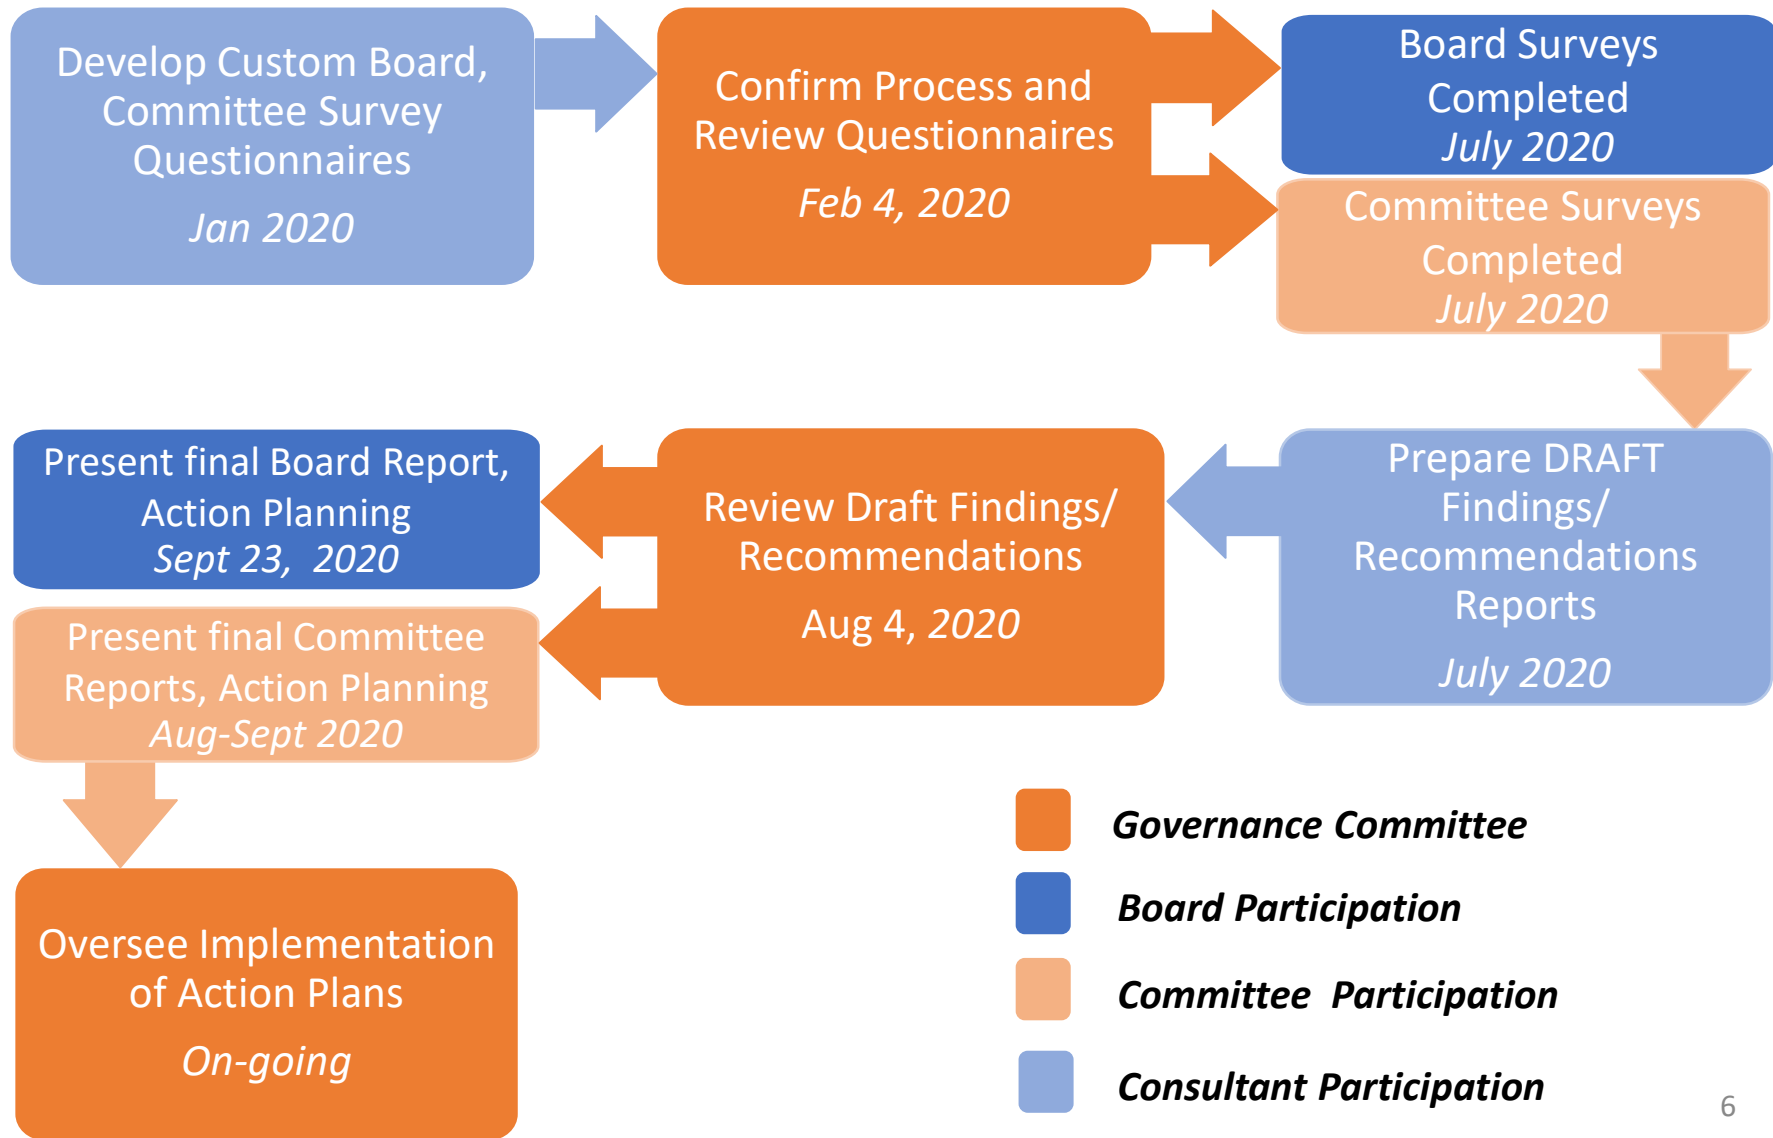 Develop Custom Board,
Committee Survey
Questionnaires
Jan 2020
Confirm Process and
Review Questionnaires
Feb 4, 2020
Board Surveys
Completed
July 2020
Committee Surveys
Completed
July 2020
Present final Board Report,
Action Planning
Sept 23,  2020
Present final Committee
Reports, Action Planning
Aug-Sept 2020
Review Draft Findings/
Recommendations
Aug 4, 2020
Prepare DRAFT
Findings/
Recommendations
Reports
July 2020
Oversee Implementation
of Action Plans
On-going
Governance Committee
Board Participation
Committee  Participation
Consultant Participation
6